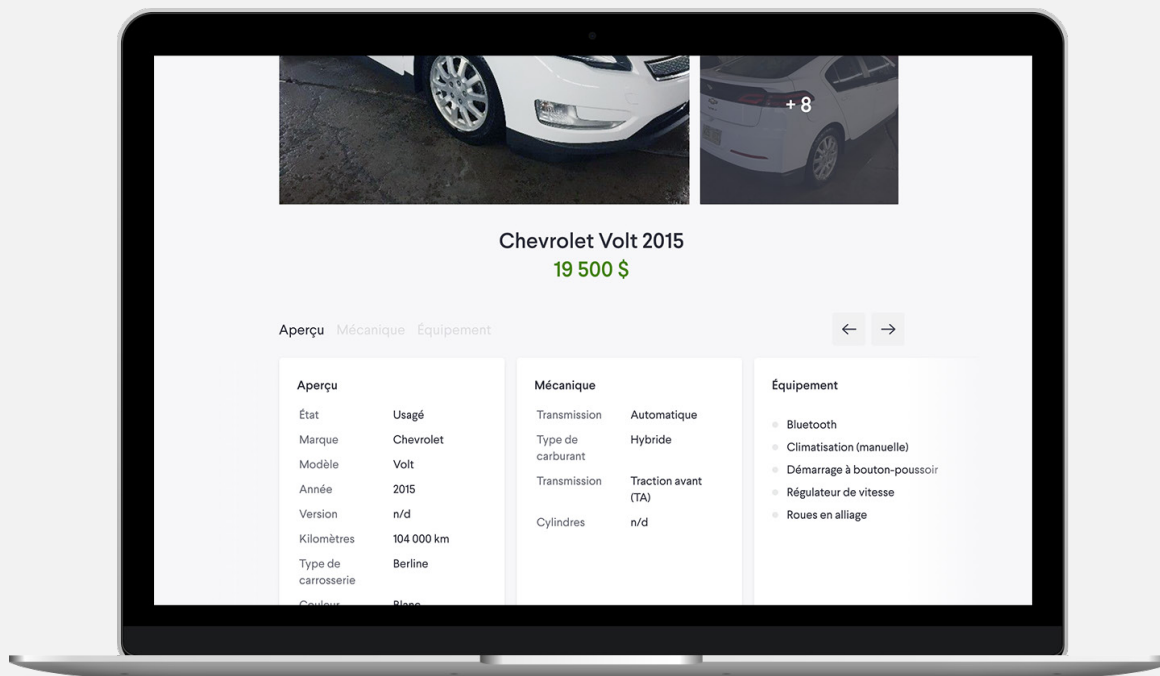 + 8
Chevrolet Volt 2015
19 500 $
Aperçu Mécanique Équipement
Aperçu
État Usagé
Marque Chevrolet
Modèle Volt
Année 2015
Version n/d
Kilomètres 104 000 km
Type de Berline
carrosserie
Couleur Blanc
Mécanique
Transmission Automatique
Type de Hybride
carburant
Transmission Traction avant
(TA)
Cylindres n/d
Équipement
Bluetooth
Climatisation (manuelle)
Démarrage à bouton-poussoir
Régulateur de vitesse
Roues en alliage